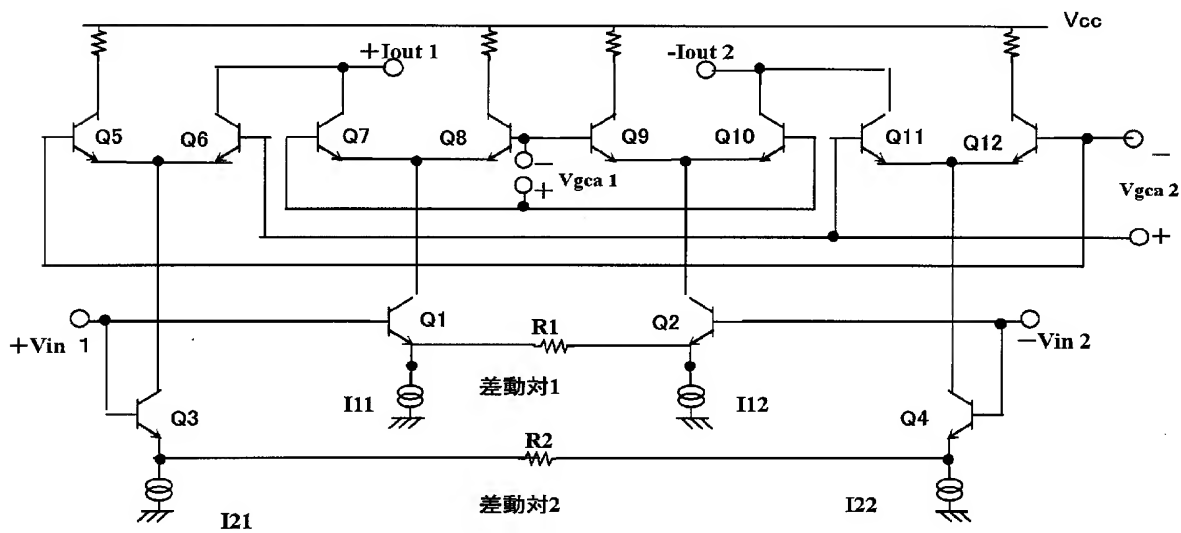 Vcc
+Iout 1
-Iout 2
Q5
Q6
Q7
Q8
Q9
Q10
Q11
Q12
−
+
Vgca 1
−
Vgca 2
+
+Vin 1
Q1
R1
Q2
−Vin 2
差動対1
I11
I12
Q3
Q4
R2
差動対2
I21
I22